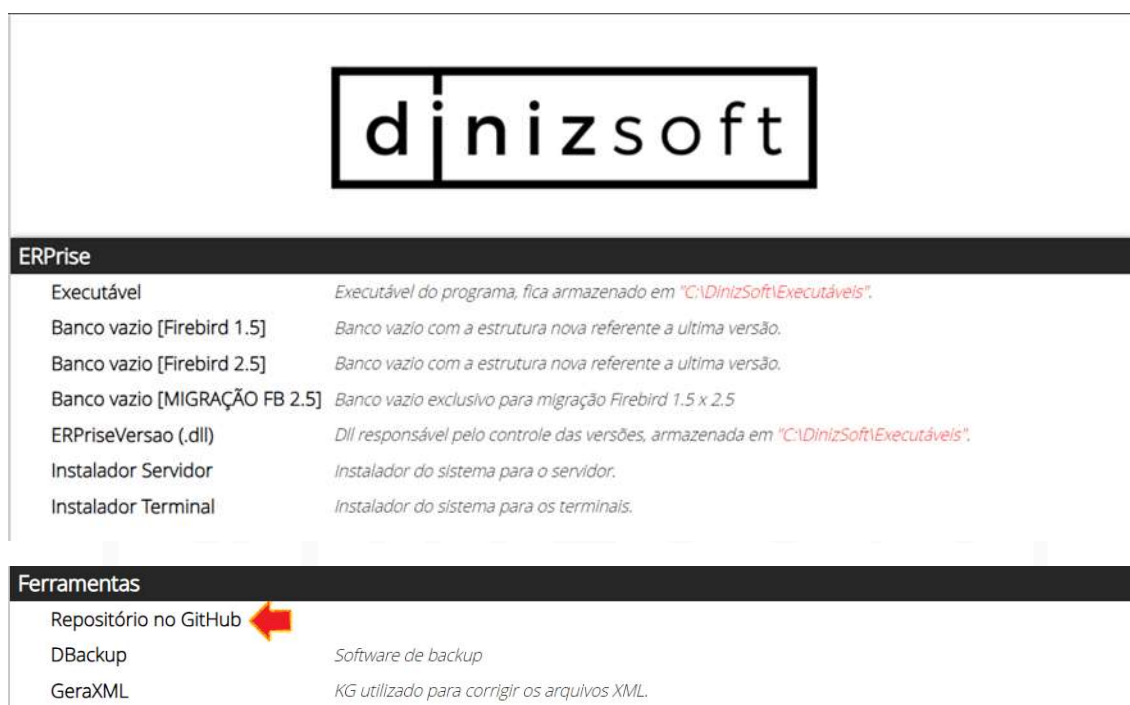 dinizsoft
ERPrise
Executável Executável do programa, fica armazenado em "C:\DinizSoft\Executáveis".
Banco vazio [Firebird 1.5] Banco vazio com a estrutura nova referente a ultima versão.
Banco vazio [Firebird 2.5] Banco vazio com a estrutura nova referente a ultima versão.
Banco vazio [MIGRAÇÃO FB 2.5] Banco vazio exclusivo para migração Firebird 1.5 x 2.5
ERPriseVersao (.dll) Dll responsável pelo controle das versões, armazenada em "C:\DinizSoft\Executáveis".
Instalador Servidor Instalador do sistema para o servidor.
Instalador Terminal Instalador do sistema para os terminais.
Ferramentas
Repositório no GitHub
DBackup Software de backup
GeraXML KG utilizado para corrigir os arquivos XML.